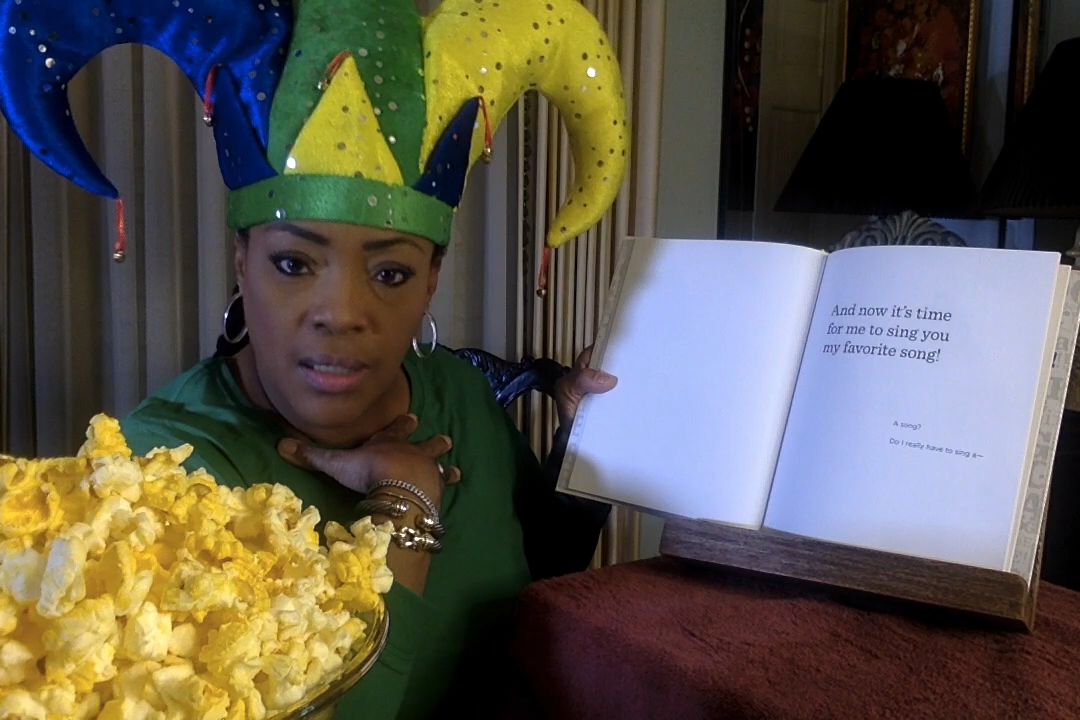 And now it's time
for me to sing you
my favorite song!
A song?
Do I really have to sing a—